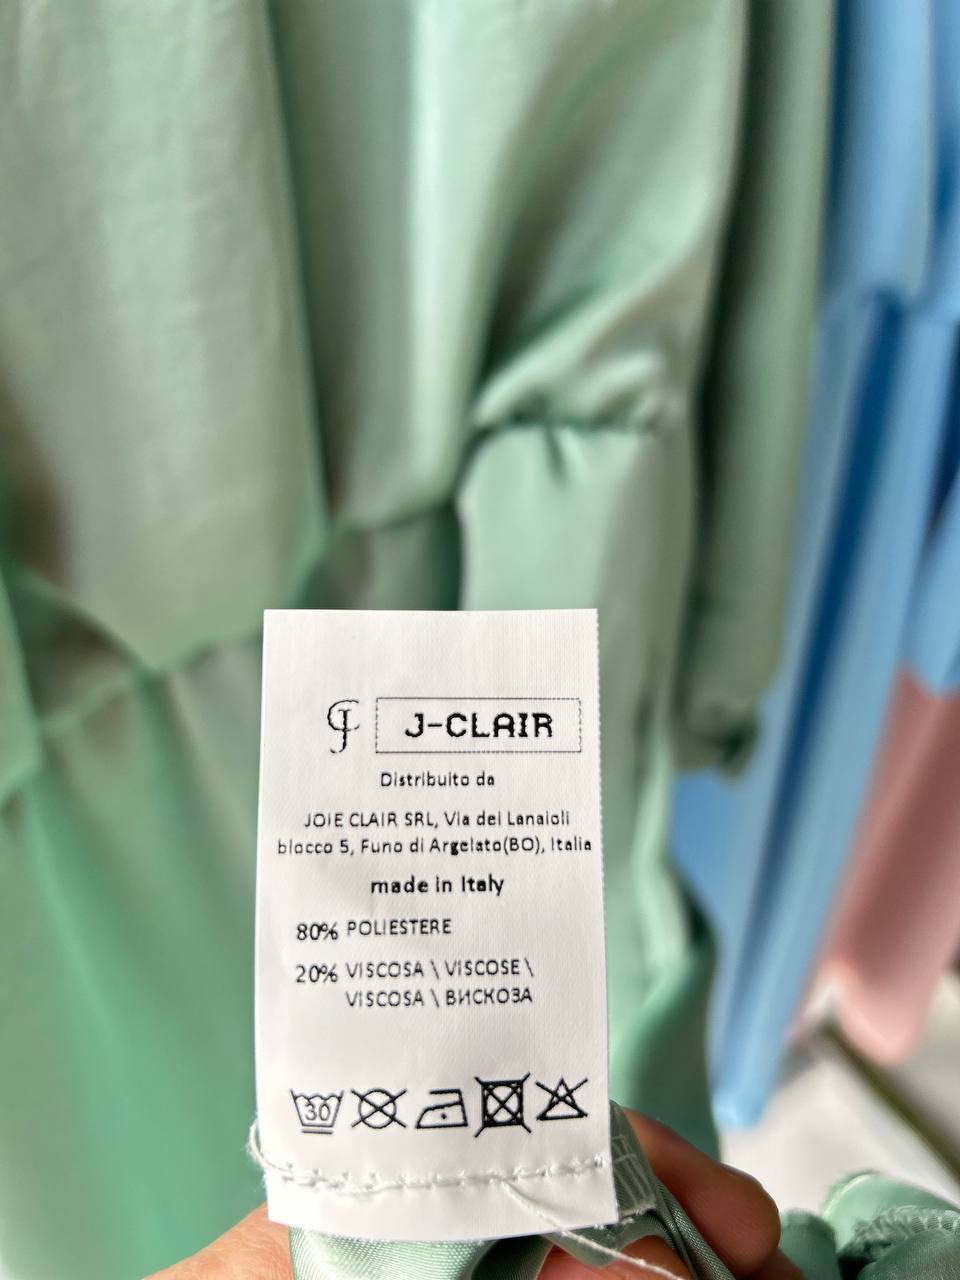 J-CLAIR
Distribuito da
JOIE CLAIR SRL, Via dei Lanaioli
blocco 5, Funo di Argelato(BO), Italia
made in Italy
80% POLIESTERE
20% VISCOSA \ VISCOSE \
VISCOSA \ ВИСКОЗА
30